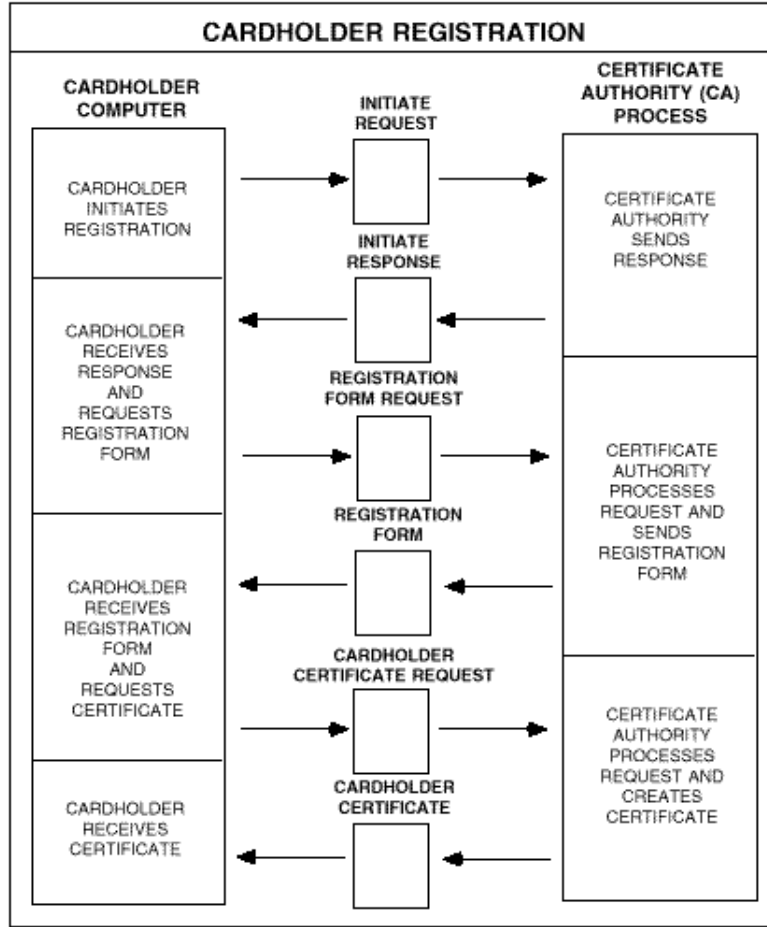 CARDHOLDER REGISTRATION
CARDHOLDER
COMPUTER
CERTIFICATE
AUTHORITY (CA)
PROCESS
INITIATE
REQUEST
CARDHOLDER
INITIATES
REGISTRATION
CERTIFICATE
AUTHORITY
SENDS
RESPONSE
INITIATE
RESPONSE
CARDHOLDER
RECEIVES
RESPONSE
AND
REQUESTS
REGISTRATION
FORM
REGISTRATION
FORM REQUEST
CERTIFICATE
AUTHORITY
PROCESSES
REQUEST AND
SENDS
REGISTRATION
FORM
REGISTRATION
FORM
CARDHOLDER
RECEIVES
REGISTRATION
FORM
AND
REQUESTS
CERTIFICATE
CARDHOLDER
CERTIFICATE REQUEST
CERTIFICATE
AUTHORITY
PROCESSES
REQUEST AND
CREATES
CERTIFICATE
CARDHOLDER
CERTIFICATE
CARDHOLDER
RECEIVES
CERTIFICATE